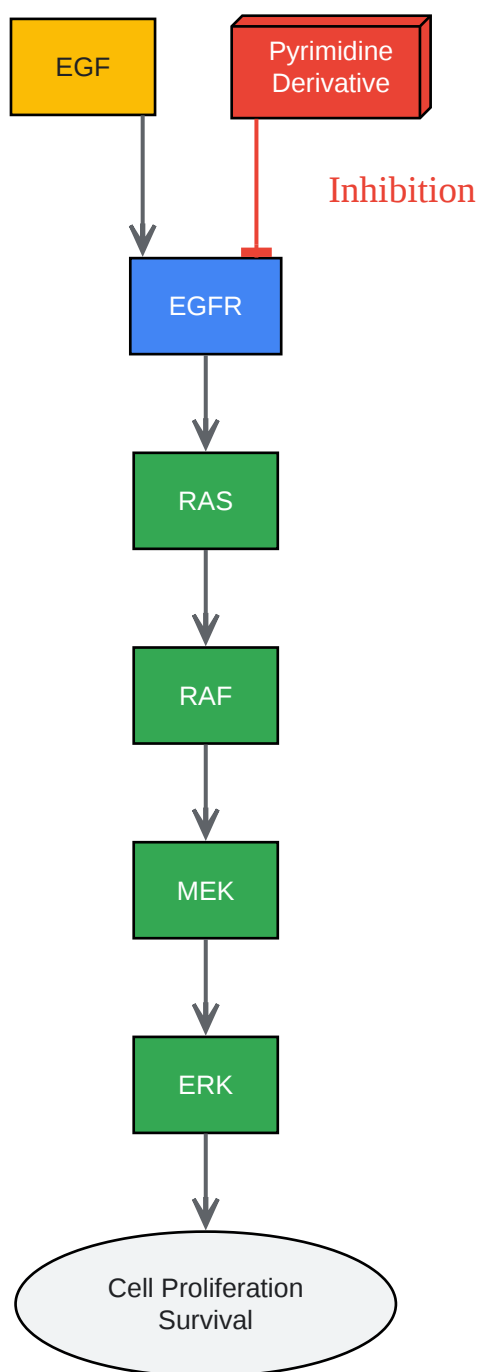 EGF
Pyrimidine
Derivative
Inhibition
EGFR
RAS
RAF
MEK
ERK
Cell Proliferation
Survival